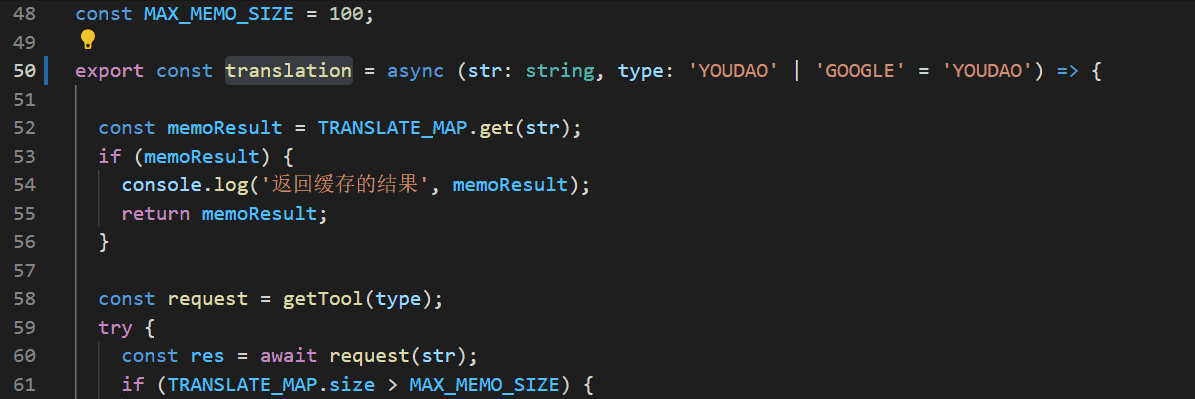 48 const MAX_MEMO_SIZE = 100;
49
50 export const translation = async (str: string, type: 'YOUDAO' | 'GOOGLE' = 'YOUDAO') => {
51
52 const memoResult = TRANSLATE_MAP.get(str);
53 if (memoResult) {
54 console.log('返回缓存的结果', memoResult);
55 return memoResult;
56 }
57
58 const request = getTool(type);
59 try {
60 const res = await request(str);
61 if (TRANSLATE_MAP.size > MAX_MEMO_SIZE) {